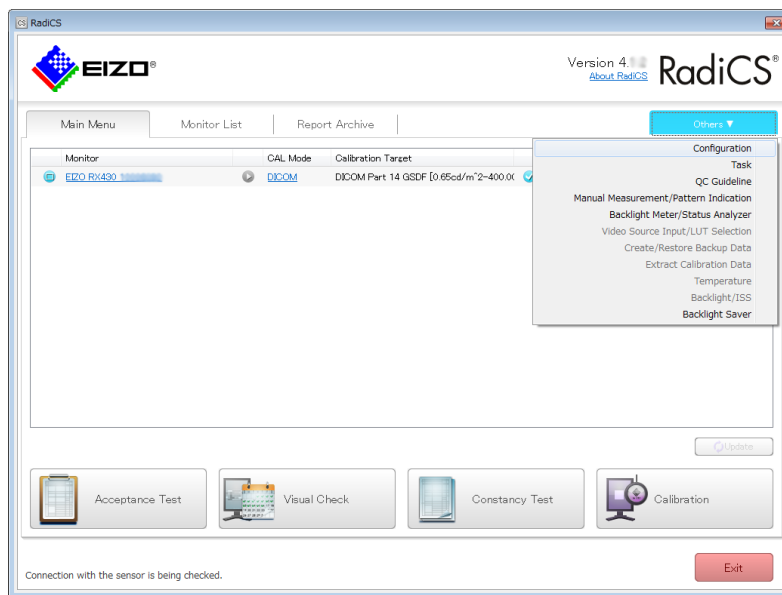 CS RadiCS
EIZO®
Version 4.
About RadiCS
RadiCS®
Main Menu
Monitor List
Report Archive
Others ▼
Monitor
CAL Mode
Calibration Target
EIZO RX430
DICOM
DICOM Part 14 GSDF [0.65cd/m^2-400.00
Configuration
Task
QC Guideline
Manual Measurement/Pattern Indication
Backlight Meter/Status Analyzer
Video Source Input/LUT Selection
Create/Restore Backup Data
Extract Calibration Data
Temperature
Backlight/ISS
Backlight Saver
Update
Acceptance Test
Visual Check
Constancy Test
Calibration
Connection with the sensor is being checked.
Exit